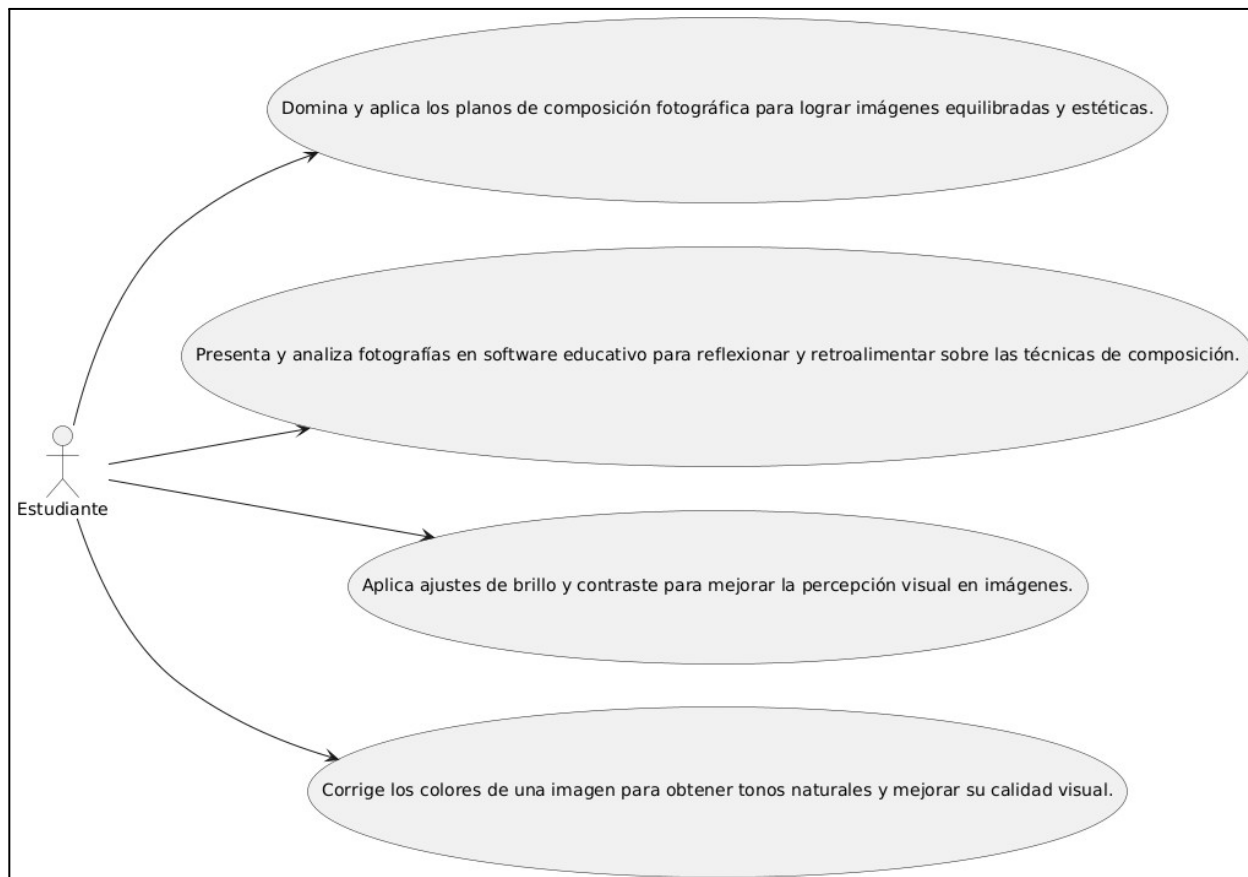 Domina y aplica los planos de composición fotográfica para lograr imágenes equilibradas y estéticas.
Presenta y analiza fotografías en software educativo para reflexionar y retroalimentar sobre las técnicas de composición.
Estudiante
Aplica ajustes de brillo y contraste para mejorar la percepción visual en imágenes.
Corrige los colores de una imagen para obtener tonos naturales y mejorar su calidad visual.